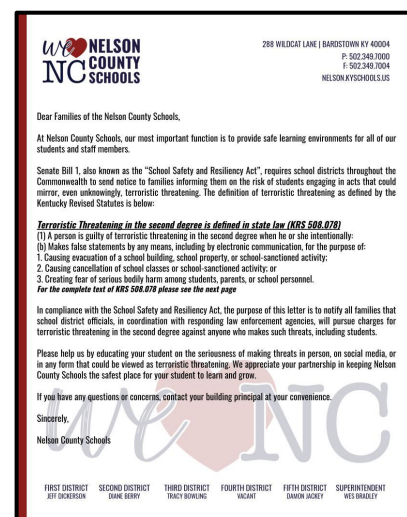 we NELSON
NC COUNTY
SCHOOLS
288 WILDCAT LANE | BARDSTOWN KY 40004
P: 502.349.7000
F: 502.349.7004
NELSON.KYSCHOOLS.US
Dear Families of the Nelson County Schools,
At Nelson County Schools, our most important function is to provide safe learning environments for all of our
students and staff members.
Senate Bill 1, also known as the “School Safety and Resiliency Act”, requires school districts throughout the
Commonwealth to send notice to families informing them on the risk of students engaging in acts that could
mirror, even unknowingly, terroristic threatening. The definition of terroristic threatening as defined by the
Kentucky Revised Statutes is below:
Terroristic Threatening in the second degree is defined in state law (KRS 508.078)
(1) A person is guilty of terroristic threatening in the second degree when he or she intentionally:
(b) Makes false statements by any means, including by electronic communication, for the purpose of:
1. Causing evacuation of a school building, school property, or school-sanctioned activity;
2. Causing cancellation of school classes or school-sanctioned activity; or
3. Creating fear of serious bodily harm among students, parents, or school personnel.
For the complete text of KRS 508.078 please see the next page
In compliance with the School Safety and Resiliency Act, the purpose of this letter is to notify all families that
school district officials, in coordination with responding law enforcement agencies, will pursue charges for
terroristic threatening in the second degree against anyone who makes such threats, including students.
Please help us by educating your student on the seriousness of making threats in person, on social media, or
in any form that could be viewed as terroristic threatening. We appreciate your partnership in keeping Nelson
County Schools the safest place for your student to learn and grow.
If you have any questions or concerns, contact your building principal at your convenience.
Sincerely,
Nelson County Schools
we NC
FIRST DISTRICT SECOND DISTRICT THIRD DISTRICT FOURTH DISTRICT FIFTH DISTRICT SUPERINTENDENT
JEFF DICKERSON DIANE BERRY TRACY BOWLING VACANT DAMON JACKEY WES BRADLEY